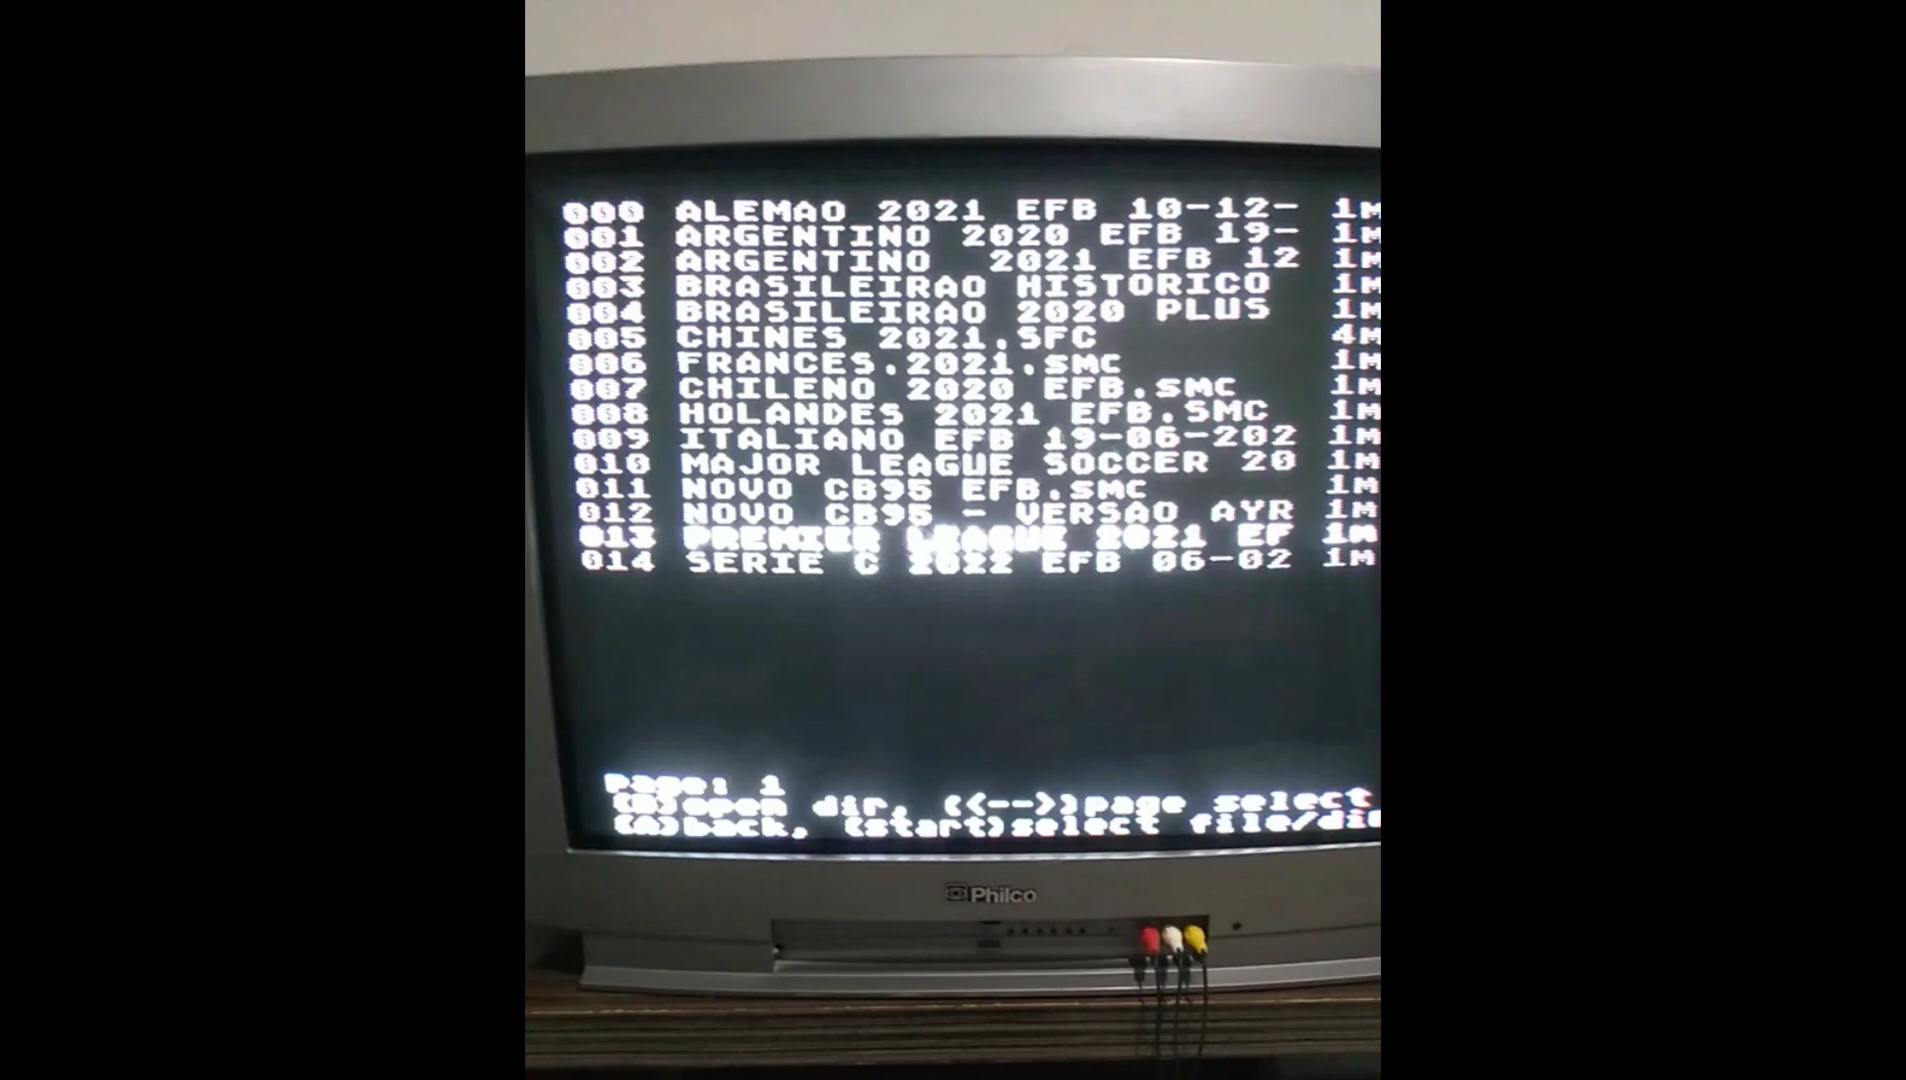 000 ALEMAO 2021 EFB 10-12- 1M
001 ARGENTINO 2020 EFB 19- 1M
002 ARGENTINO 2021 EFB 12 1M
003 BRASILEIRAO HISTORICO 1M
004 BRASILEIRAO 2020 PLUS 1M
005 CHINES 2021.SFC 4M
006 FRANCES.2021.smc 1M
007 CHILENO 2020 EFB.smc 1M
008 HOLANDES 2021 EFB.SMC 1M
009 ITALIANO EFB 19-06-202 1M
010 MAJOR LEAGUE SOCCER 20 1M
011 NOVO CB95 EFB.smc 1M
012 NOVO CB95 - VERSAO AYR 1M
013 PREMIER LEAGUE 2021 EF 1M
014 SERIE C 2022 EFB 06-02 1M
Page: 1
(B)open dir, (<-->)page select
(A)back, (start)select file/di
Philco